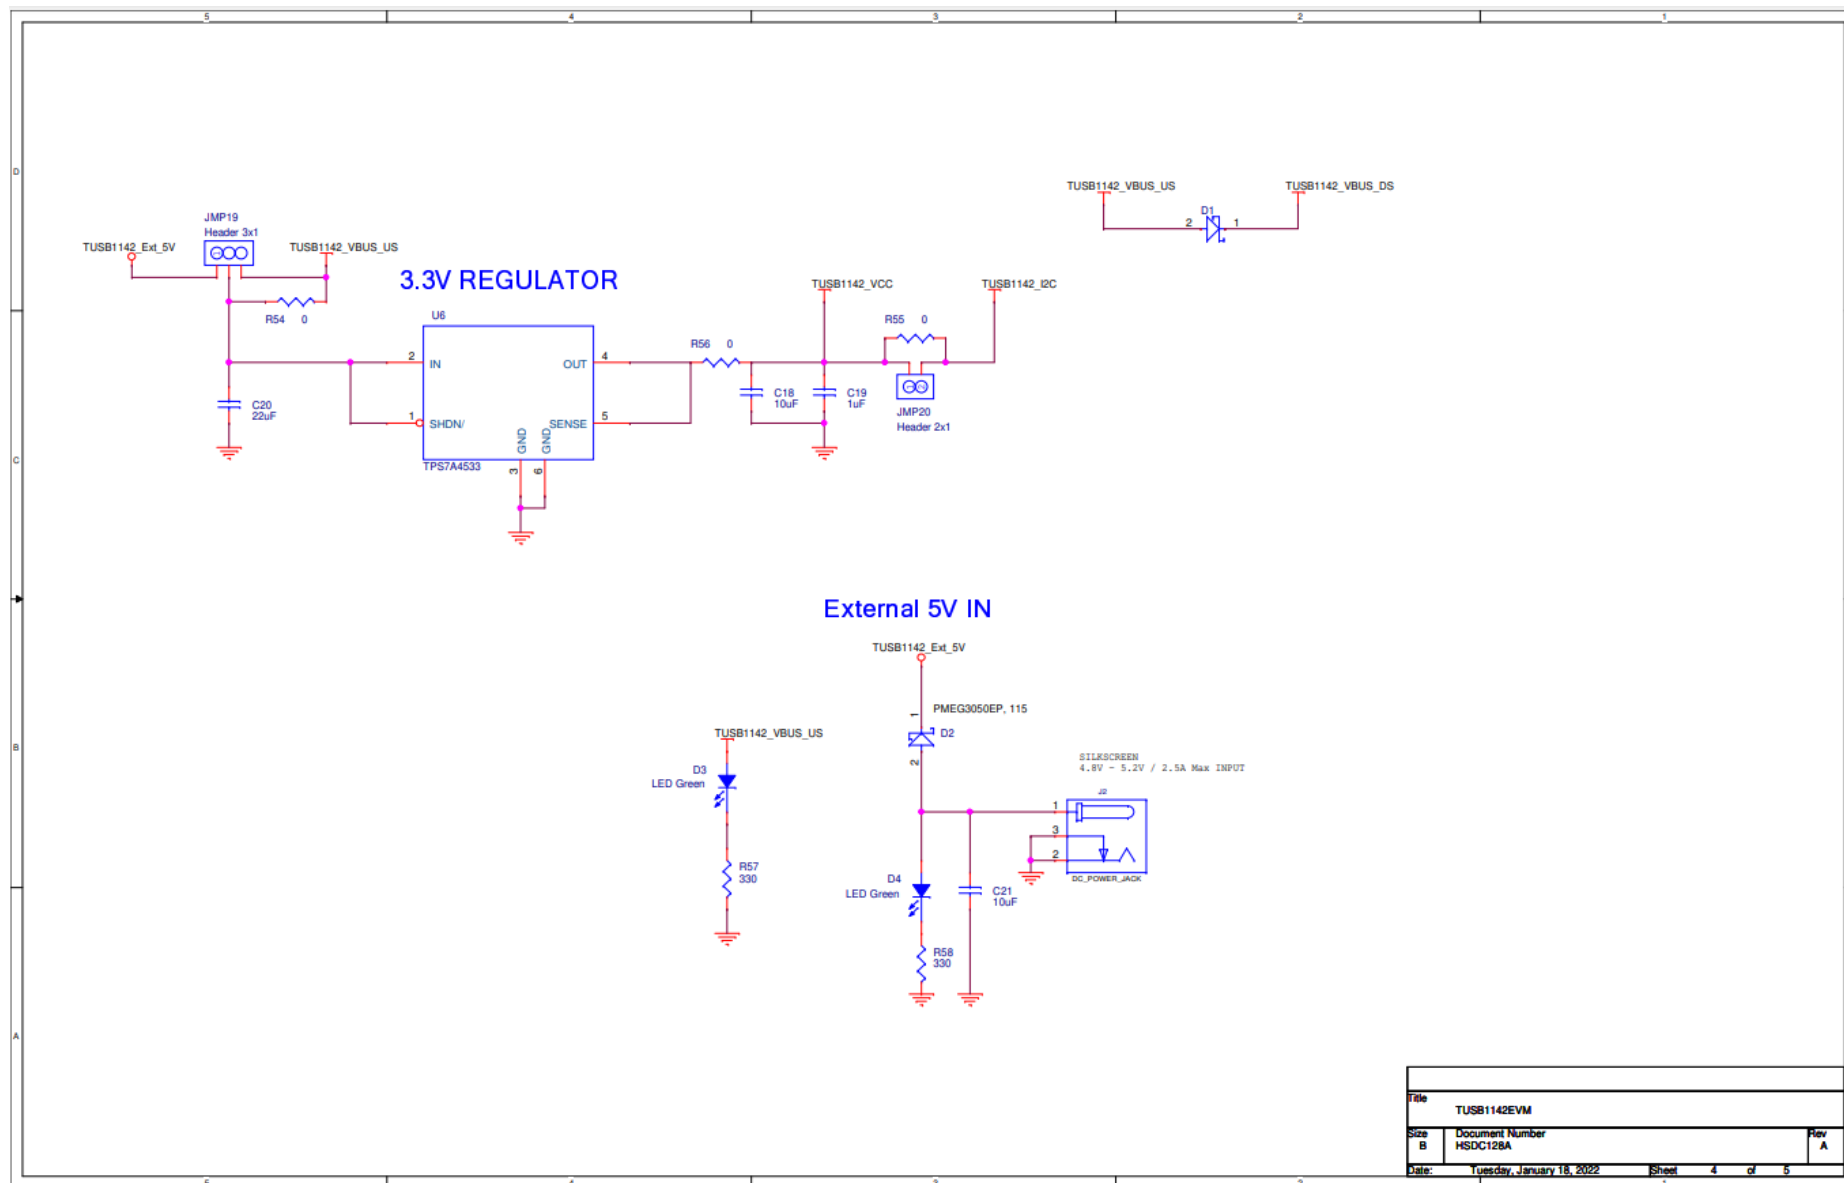 5 4 3 2 1
D
C
B
A
JMP19
Header 3x1
TUSB1142_Ext_5V
TUSB1142_VBUS_US
1
R54 0
3.3V REGULATOR
U6
2 IN
1 SHDN/
OUT 4
SENSE 5
GND GND
3 6
TPS7A4533
C20
22uF
R56 0
TUSB1142_VCC
TUSB1142_I2C
R55 0
C18
10uF
C19
1uF
1 2
JMP20
Header 2x1
TUSB1142_VBUS_US
TUSB1142_VBUS_DS
D1
2 1
External 5V IN
TUSB1142_Ext_5V
1
PMEG3050EP, 115
D2
2
TUSB1142_VBUS_US
D3
LED Green
R57
330
D4
LED Green
R58
330
C21
10uF
SILKSCREEN
4.8V - 5.2V / 2.5A Max INPUT
J2
1
3
2
DC_POWER_JACK
Title
TUSB1142EVM
Size Document Number Rev
B HSDC128A A
Date: Tuesday, January 18, 2022 Sheet 4 of 5